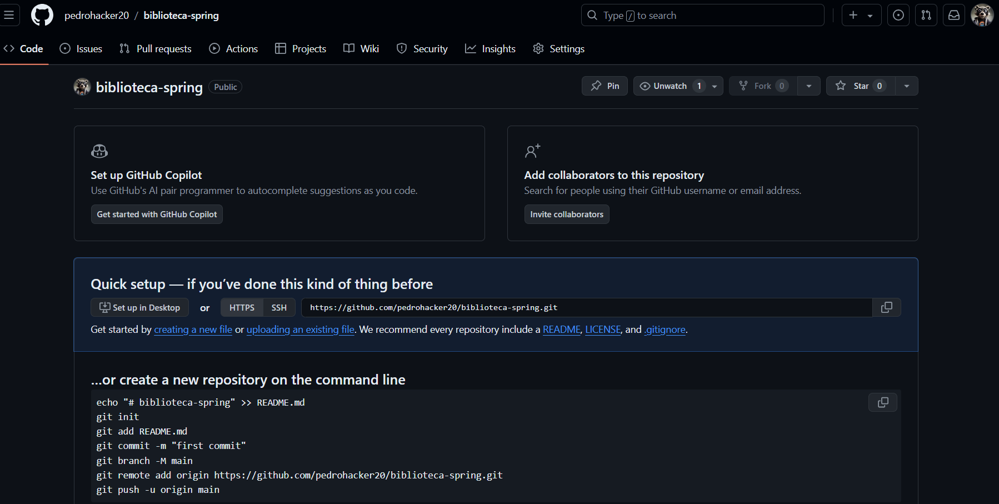 pedrohacker20 / biblioteca-spring
Type / to search
Code
Issues
Pull requests
Actions
Projects
Wiki
Security
Insights
Settings
biblioteca-spring Public
Pin
Unwatch 1
Fork 0
Star 0
Set up GitHub Copilot
Use GitHub's AI pair programmer to autocomplete suggestions as you code.
Get started with GitHub Copilot
Add collaborators to this repository
Search for people using their GitHub username or email address.
Invite collaborators
Quick setup — if you’ve done this kind of thing before
Set up in Desktop or HTTPS SSH https://github.com/pedrohacker20/biblioteca-spring.git
Get started by creating a new file or uploading an existing file. We recommend every repository include a README, LICENSE, and .gitignore.
...or create a new repository on the command line
echo "# biblioteca-spring" >> README.md
git init
git add README.md
git commit -m "first commit"
git branch -M main
git remote add origin https://github.com/pedrohacker20/biblioteca-spring.git
git push -u origin main